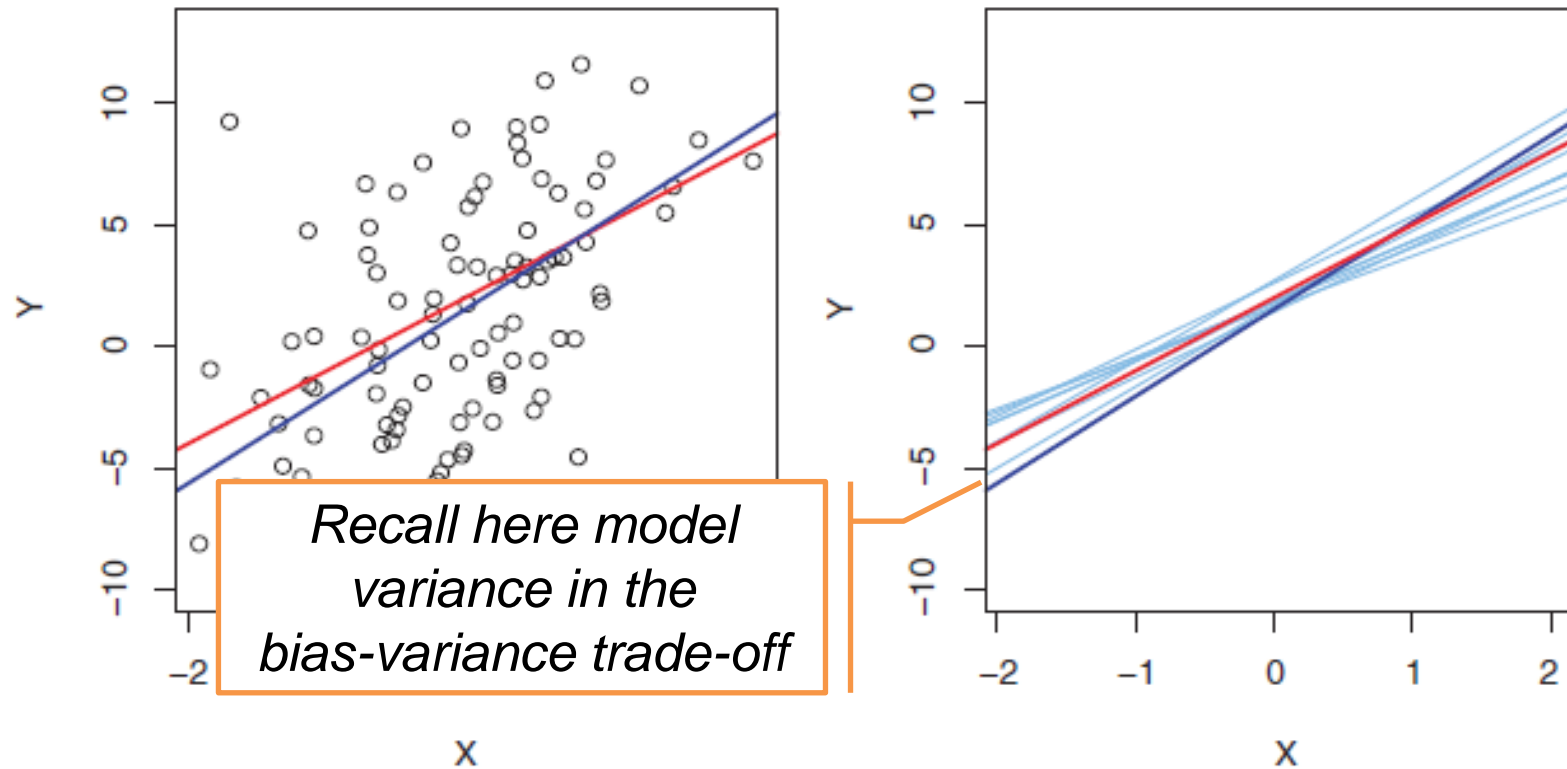 10
5
0
−5
−10
Y
−2
X
Recall here model
variance in the
bias-variance trade-off
10
5
0
−5
−10
Y
−2 −1 0 1 2
X